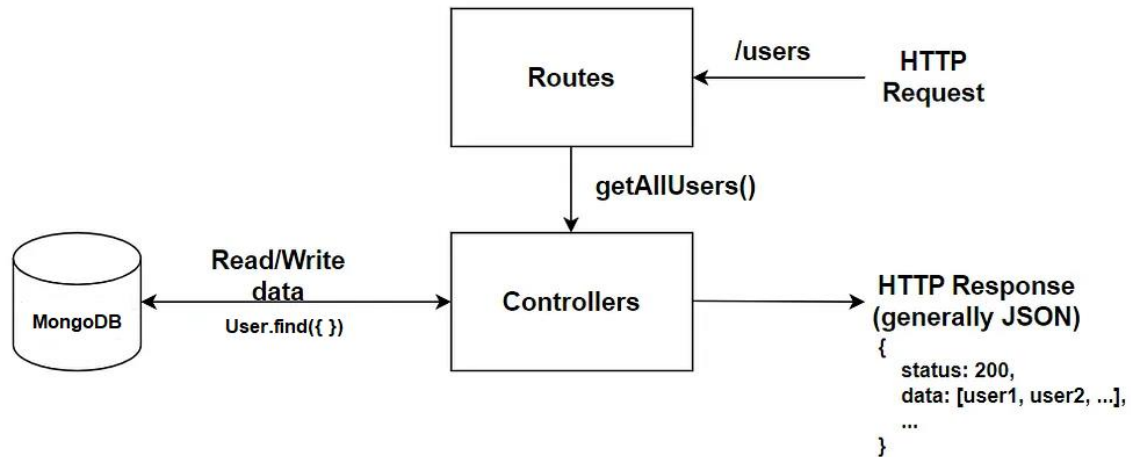 /users
HTTP
Request
Routes
getAllUsers()
Read/Write
data
User.find({ })
MongoDB
Controllers
HTTP Response
(generally JSON)
{
status: 200,
data: [user1, user2, ...],
...
}